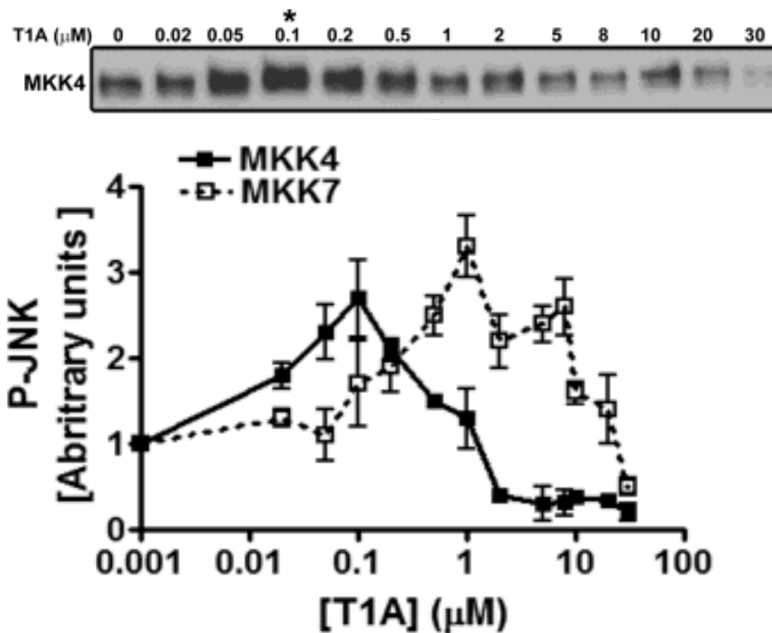 *
T1A (μM) 0 0.02 0.05 0.1 0.2 0.5 1 2 5 8 10 20 30
MKK4
MKK4
MKK7
P-JNK
[Abritrary units ]
4
3
2
1
0
0.001 0.01 0.1 1 10 100
[T1A] (μM)